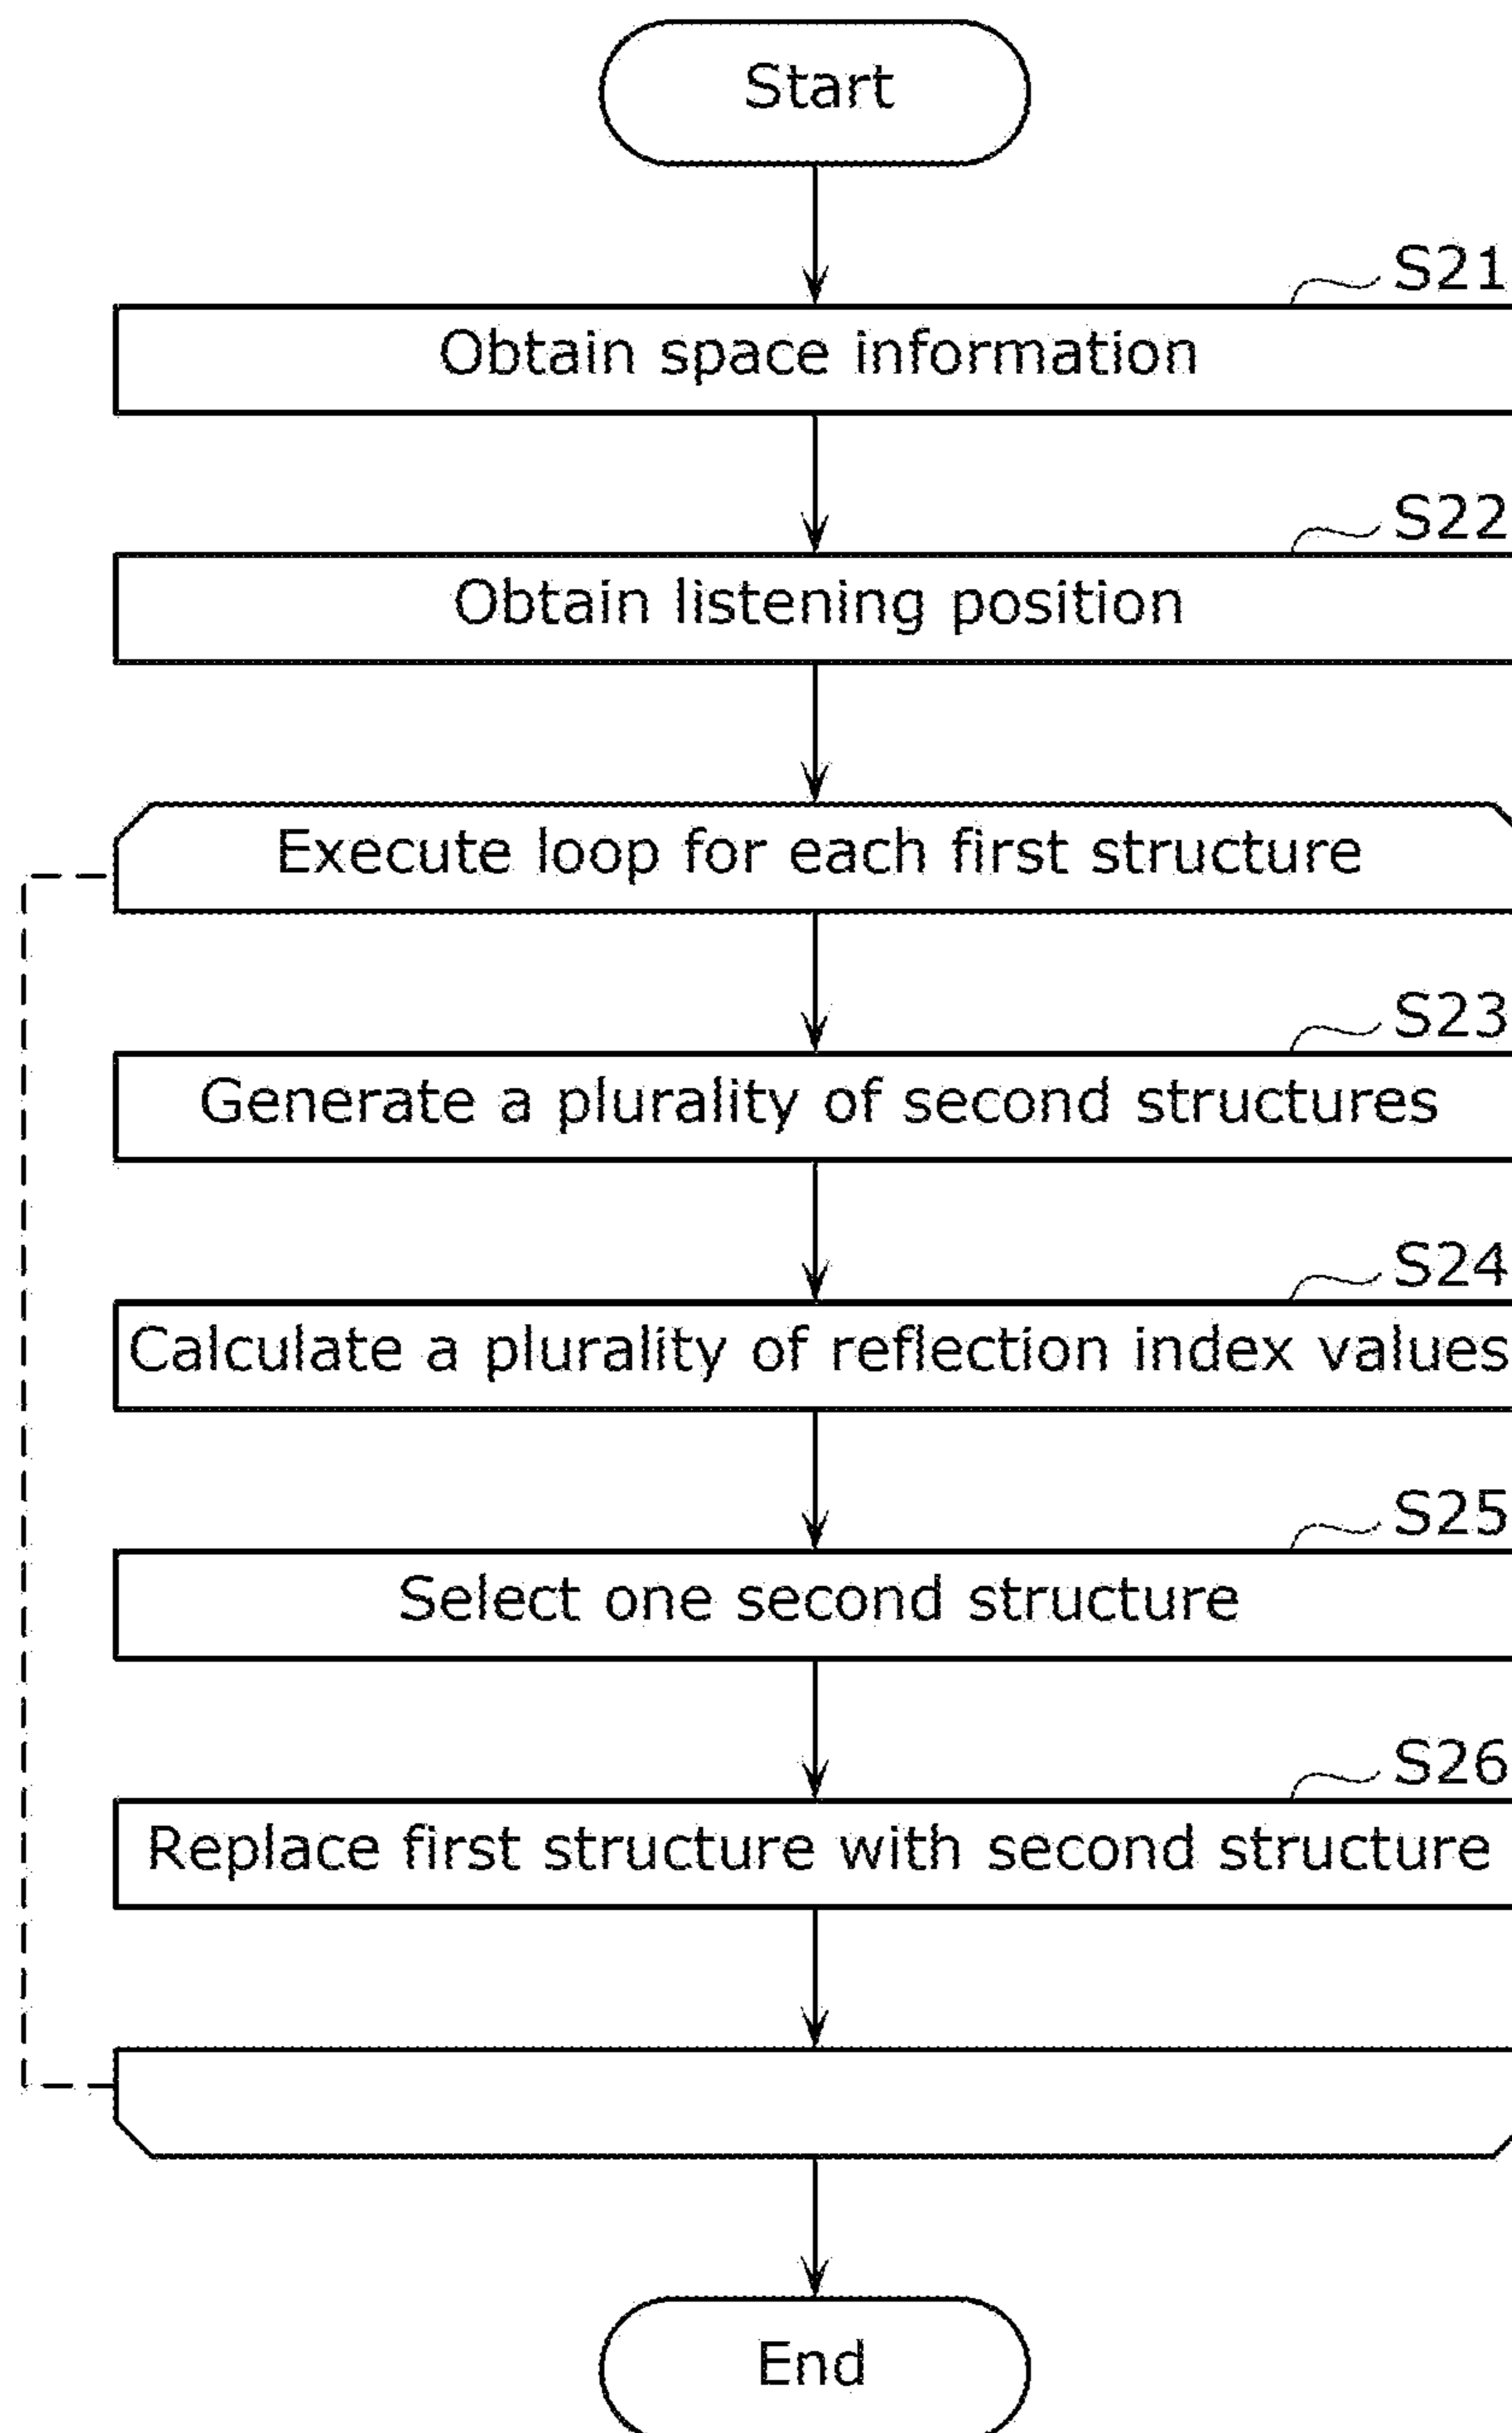 Start
S21
Obtain space information
S22
Obtain listening position
Execute loop for each first structure
S23
Generate a plurality of second structures
S24
Calculate a plurality of reflection index values
S25
Select one second structure
S26
Replace first structure with second structure
End